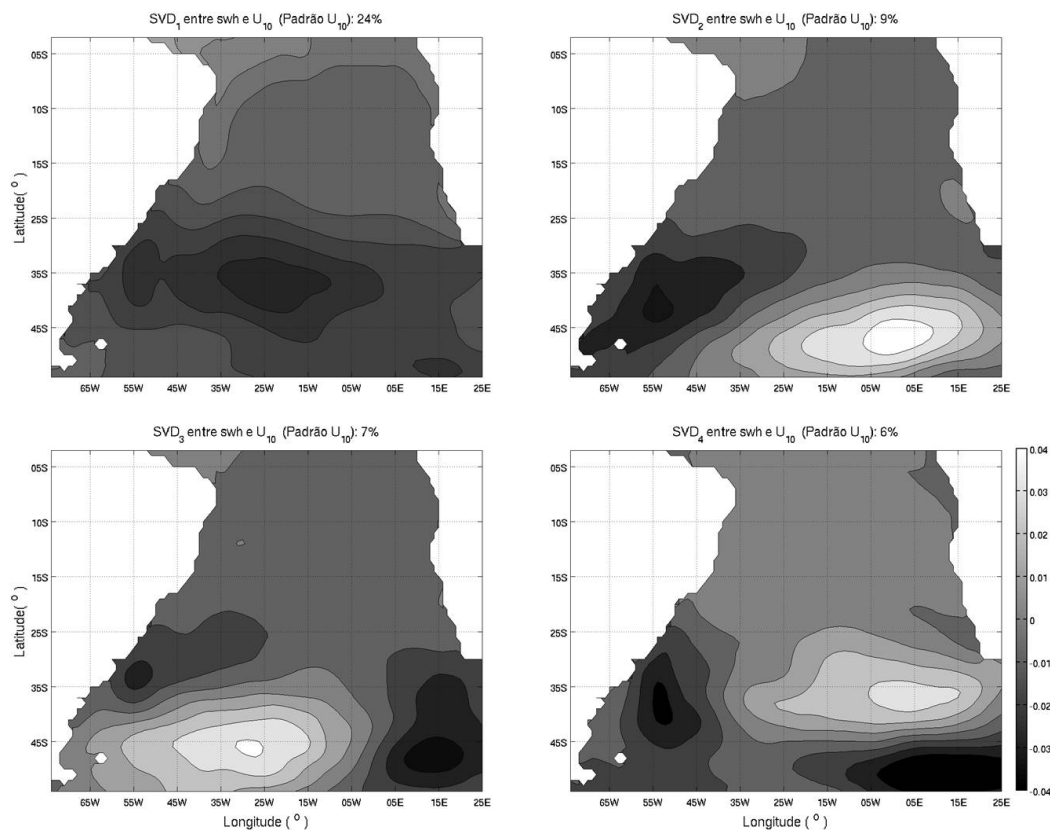 SVD1 entre swh e U10 (Padrão U10): 24%
SVD2 entre swh e U10 (Padrão U10): 9%
Latitude( º )
05S
10S
15S
25S
35S
45S
65W 55W 45W 35W 25W 15W 05W 05E 15E 25E
05S
10S
15S
25S
35S
45S
65W 55W 45W 35W 25W 15W 05W 05E 15E 25E
SVD3 entre swh e U10 (Padrão U10): 7%
SVD4 entre swh e U10 (Padrão U10): 6%
Latitude( º )
05S
10S
15S
25S
35S
45S
65W 55W 45W 35W 25W 15W 05W 05E 15E 25E
Longitude ( º )
05S
10S
15S
25S
35S
45S
65W 55W 45W 35W 25W 15W 05W 05E 15E 25E
Longitude ( º )
0.04
0.03
0.02
0.01
0
-0.01
-0.02
-0.03
-0.04